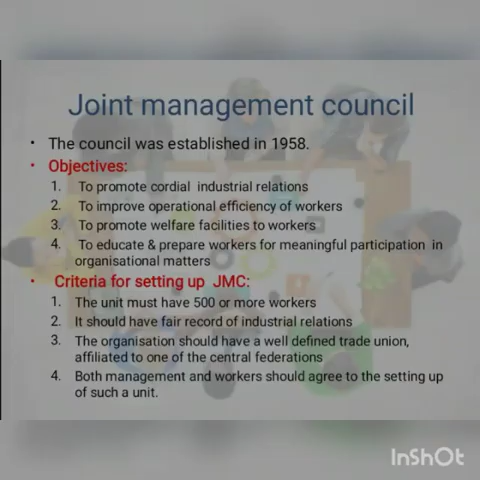 Joint management council
• The council was established in 1958.
• Objectives:
1. To promote cordial industrial relations
2. To improve operational efficiency of workers
3. To promote welfare facilities to workers
4. To educate & prepare workers for meaningful participation in
organisational matters
• Criteria for setting up JMC:
1. The unit must have 500 or more workers
2. It should have fair record of industrial relations
3. The organisation should have a well defined trade union,
affiliated to one of the central federations
4. Both management and workers should agree to the setting up
of such a unit.
InShOt